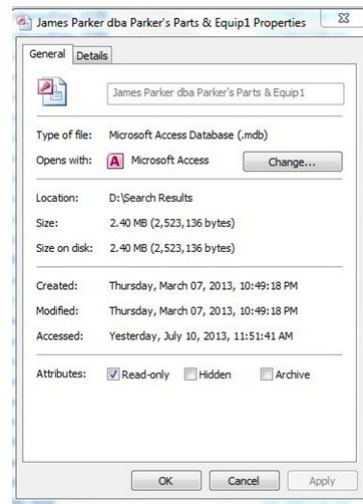 James Parker dba Parker's Parts & Equip1 Properties
General Details
James Parker dba Parker's Parts & Equip1
Type of file: Microsoft Access Database (.mdb)
Opens with: Microsoft Access Change...
Location: D:\Search Results
Size: 2.40 MB (2,523,136 bytes)
Size on disk: 2.40 MB (2,523,136 bytes)
Created: Thursday, March 07, 2013, 10:49:18 PM
Modified: Thursday, March 07, 2013, 10:49:18 PM
Accessed: Yesterday, July 10, 2013, 11:51:41 AM
Attributes: Read-only Hidden Archive
OK Cancel Apply